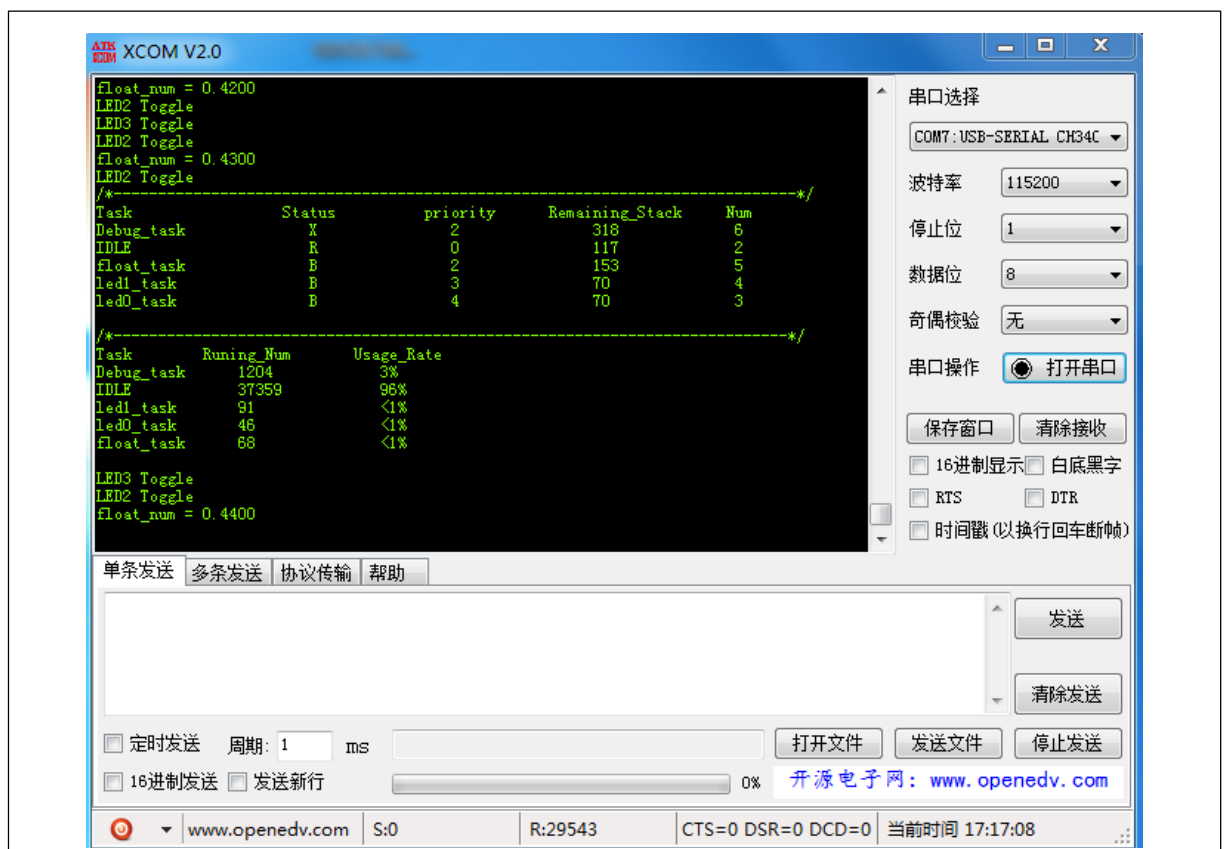 XCOM V2.0
float_num = 0.4200
LED2 Toggle
LED3 Toggle
LED2 Toggle
float_num = 0.4300
LED2 Toggle
/*---------------------------------------------------------------------------*/
Task Status priority Remaining_Stack Num
Debug_task X 2 318 6
IDLE R 0 117 2
float_task B 2 153 5
led1_task B 3 70 4
led0_task B 4 70 3
/*--------------------------------------------------------------------------*/
Task Runing_Num Usage_Rate
Debug_task 1204 3%
IDLE 37359 96%
led1_task 91 <1%
led0_task 46 <1%
float_task 68 <1%
LED3 Toggle
LED2 Toggle
float_num = 0.4400
串口选择
COM7:USB-SERIAL CH34C
波特率 115200
停止位 1
数据位 8
奇偶校验 无
串口操作 打开串口
保存窗口 清除接收
16进制显示 白底黑字
RTS DTR
时间戳(以换行回车断帧)
单条发送 多条发送 协议传输 帮助
发送
清除发送
定时发送 周期: 1 ms 打开文件 发送文件 停止发送
16进制发送 发送新行 0% 开源电子网: www.openedv.com
www.openedv.com S:0 R:29543 CTS=0 DSR=0 DCD=0 当前时间 17:17:08